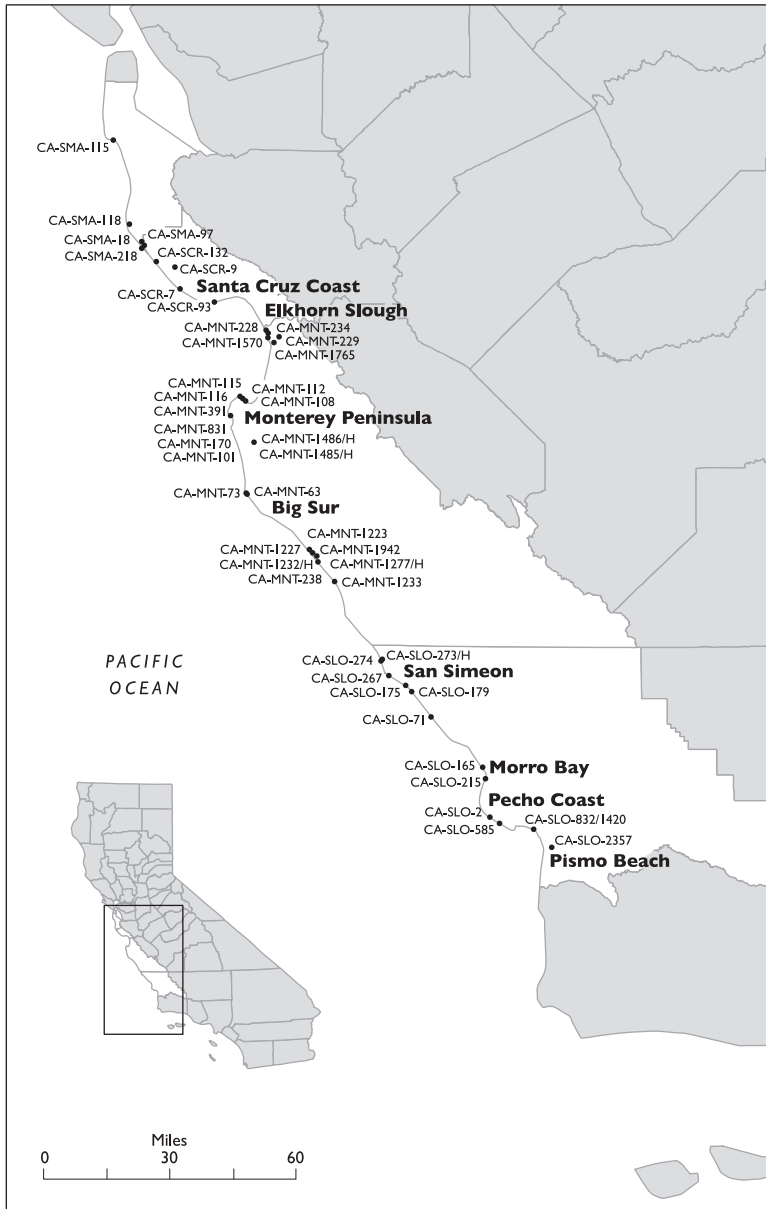 CA-SMA-115
CA-SMA-118
CA-SMA-18
CA-SMA-97
CA-SMA-218
CA-SCR-132
CA-SCR-9
CA-SCR-7
Santa Cruz Coast
CA-SCR-93
Elkhorn Slough
CA-MNT-228
CA-MNT-234
CA-MNT-1570
CA-MNT-229
CA-MNT-1765
CA-MNT-115
CA-MNT-112
CA-MNT-116
CA-MNT-108
CA-MNT-391
Monterey Peninsula
CA-MNT-831
CA-MNT-170
CA-MNT-1486/H
CA-MNT-101
CA-MNT-1485/H
CA-MNT-73
CA-MNT-63
Big Sur
CA-MNT-1223
CA-MNT-1227
CA-MNT-1942
CA-MNT-1232/H
CA-MNT-1277/H
CA-MNT-238
CA-MNT-1233
PACIFIC
OCEAN
CA-SLO-274
CA-SLO-273/H
CA-SLO-267
San Simeon
CA-SLO-175
CA-SLO-179
CA-SLO-71
CA-SLO-165
Morro Bay
CA-SLO-215
Pecho Coast
CA-SLO-2
CA-SLO-832/1420
CA-SLO-585
CA-SLO-2357
Pismo Beach
Miles
0 30 60